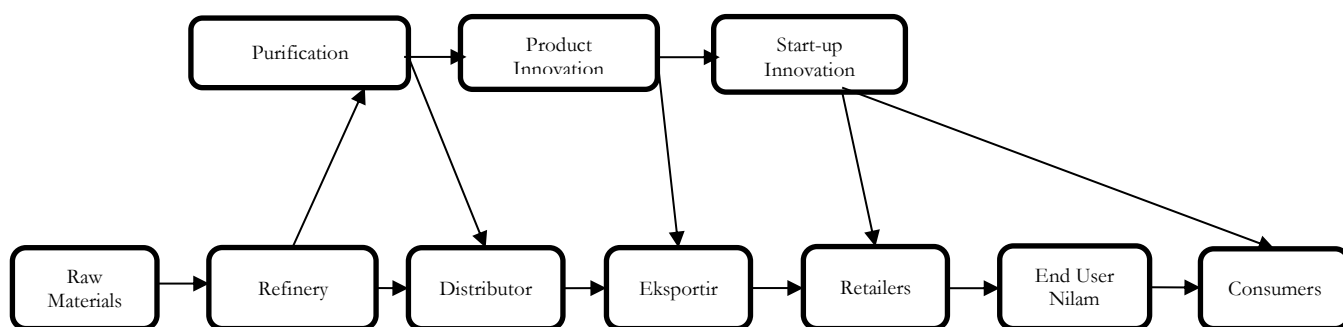 Purification
Product
Innovation
Start-up
Innovation
Raw
Materials
Refinery
Distributor
Eksportir
Retailers
End User
Nilam
Consumers